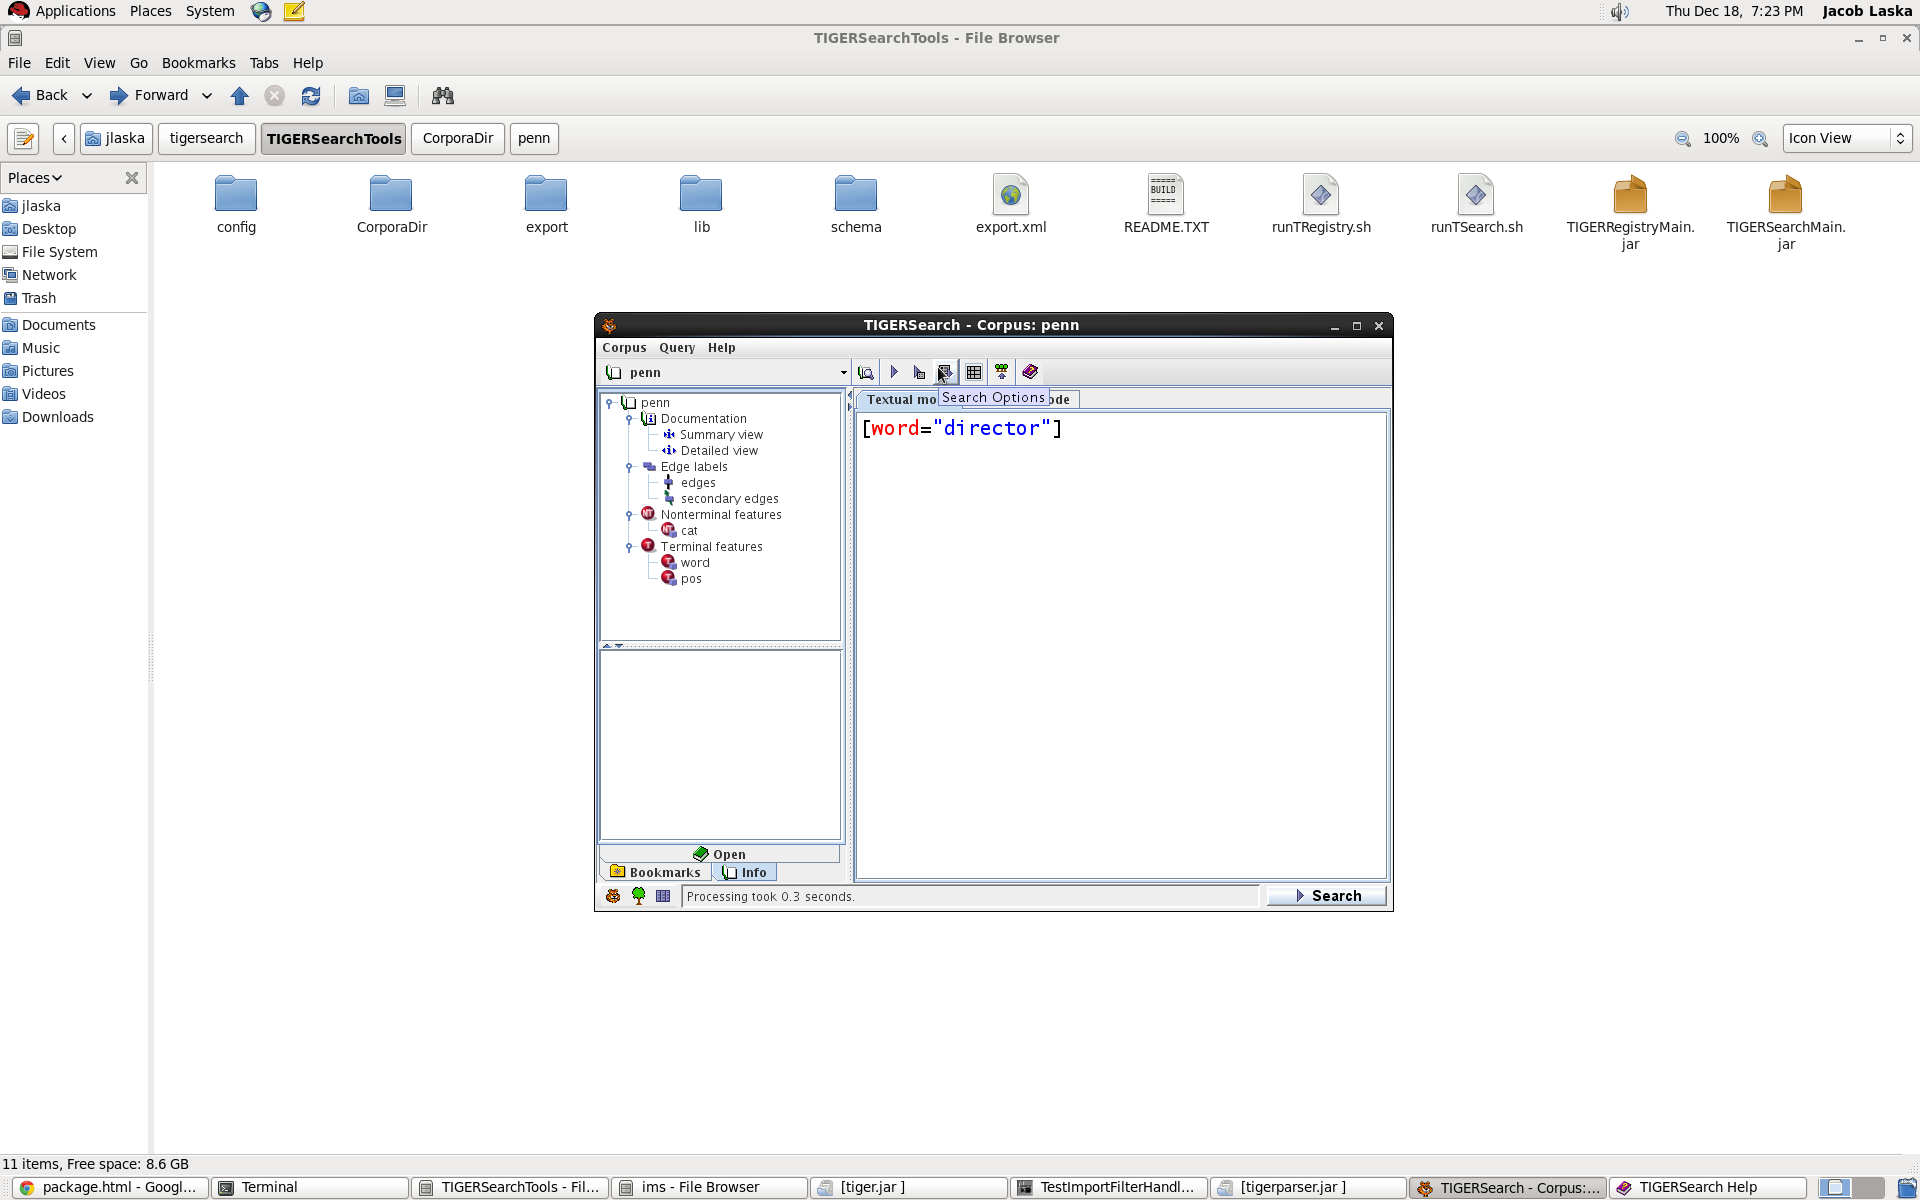 Applications Places System Thu Dec 18, 7:23 PM Jacob Laska
TIGERSearchTools - File Browser
File Edit View Go Bookmarks Tabs Help
Back Forward
jlaska tigersearch TIGERSearchTools CorporaDir penn 100% Icon View
Places
jlaska
Desktop
File System
Network
Trash
Documents
Music
Pictures
Videos
Downloads
config CorporaDir export lib schema export.xml README.TXT runTRegistry.sh runTSearch.sh TIGERRegistryMain. TIGERSearchMain.
jar jar
BUILD
TIGERSearch - Corpus: penn
Corpus Query Help
penn
penn
Documentation
Summary view
Detailed view
Edge labels
edges
secondary edges
Nonterminal features
cat
Terminal features
word
pos
Open
Bookmarks Info
Textual mo ode
Search Options
[word="director"]
Processing took 0.3 seconds.
Search
11 items, Free space: 8.6 GB
package.html - Googl... Terminal TIGERSearchTools - Fil... ims - File Browser [tiger.jar ] TestImportFilterHandl... [tigerparser.jar ] TIGERSearch - Corpus:... TIGERSearch Help